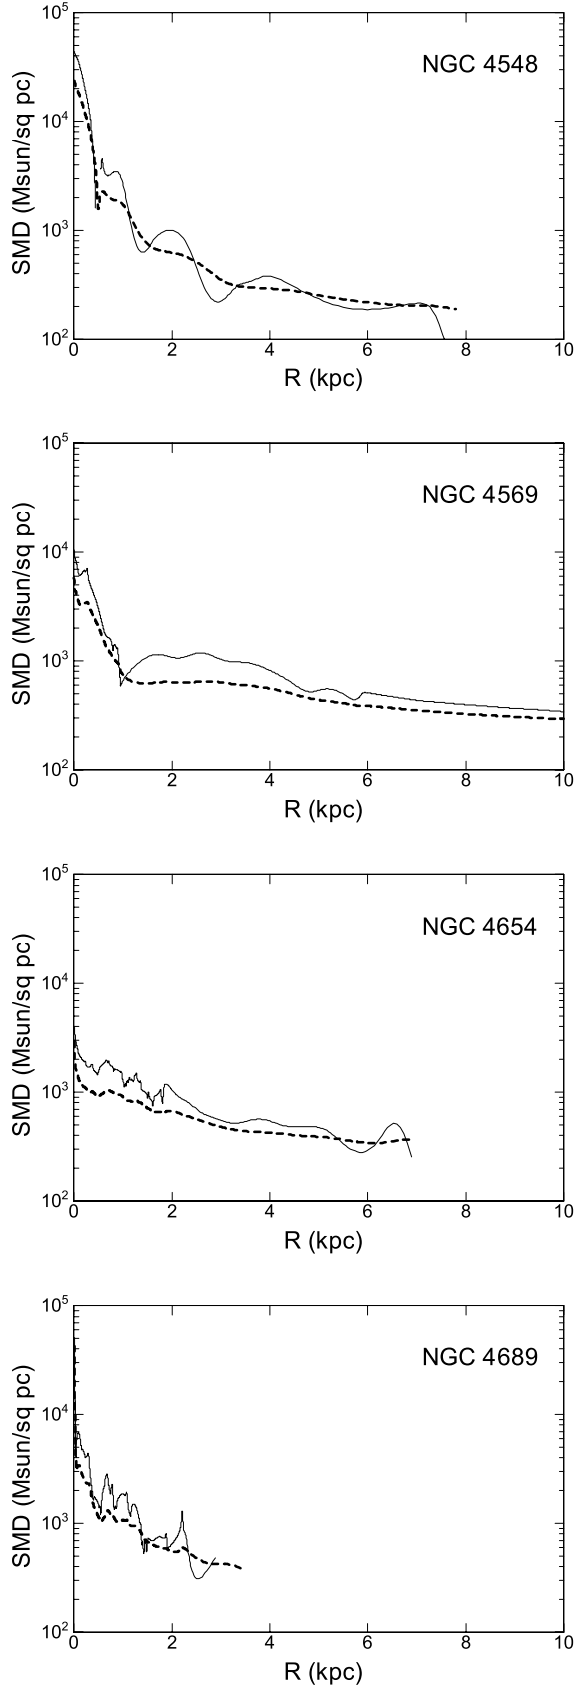 10^5
NGC 4548
10^4
SMD (Msun/sq pc)
10^3
10^2
0 2 4 6 8 10
R (kpc)
10^5
NGC 4569
10^4
SMD (Msun/sq pc)
10^3
10^2
0 2 4 6 8 10
R (kpc)
10^5
NGC 4654
10^4
SMD (Msun/sq pc)
10^3
10^2
0 2 4 6 8 10
R (kpc)
10^5
NGC 4689
10^4
SMD (Msun/sq pc)
10^3
10^2
0 2 4 6 8 10
R (kpc)